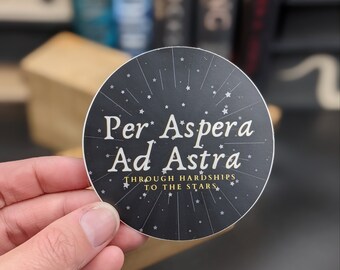 Per Aspera
Ad Astra
THROUGH HARDSHIPS
TO THE STARS